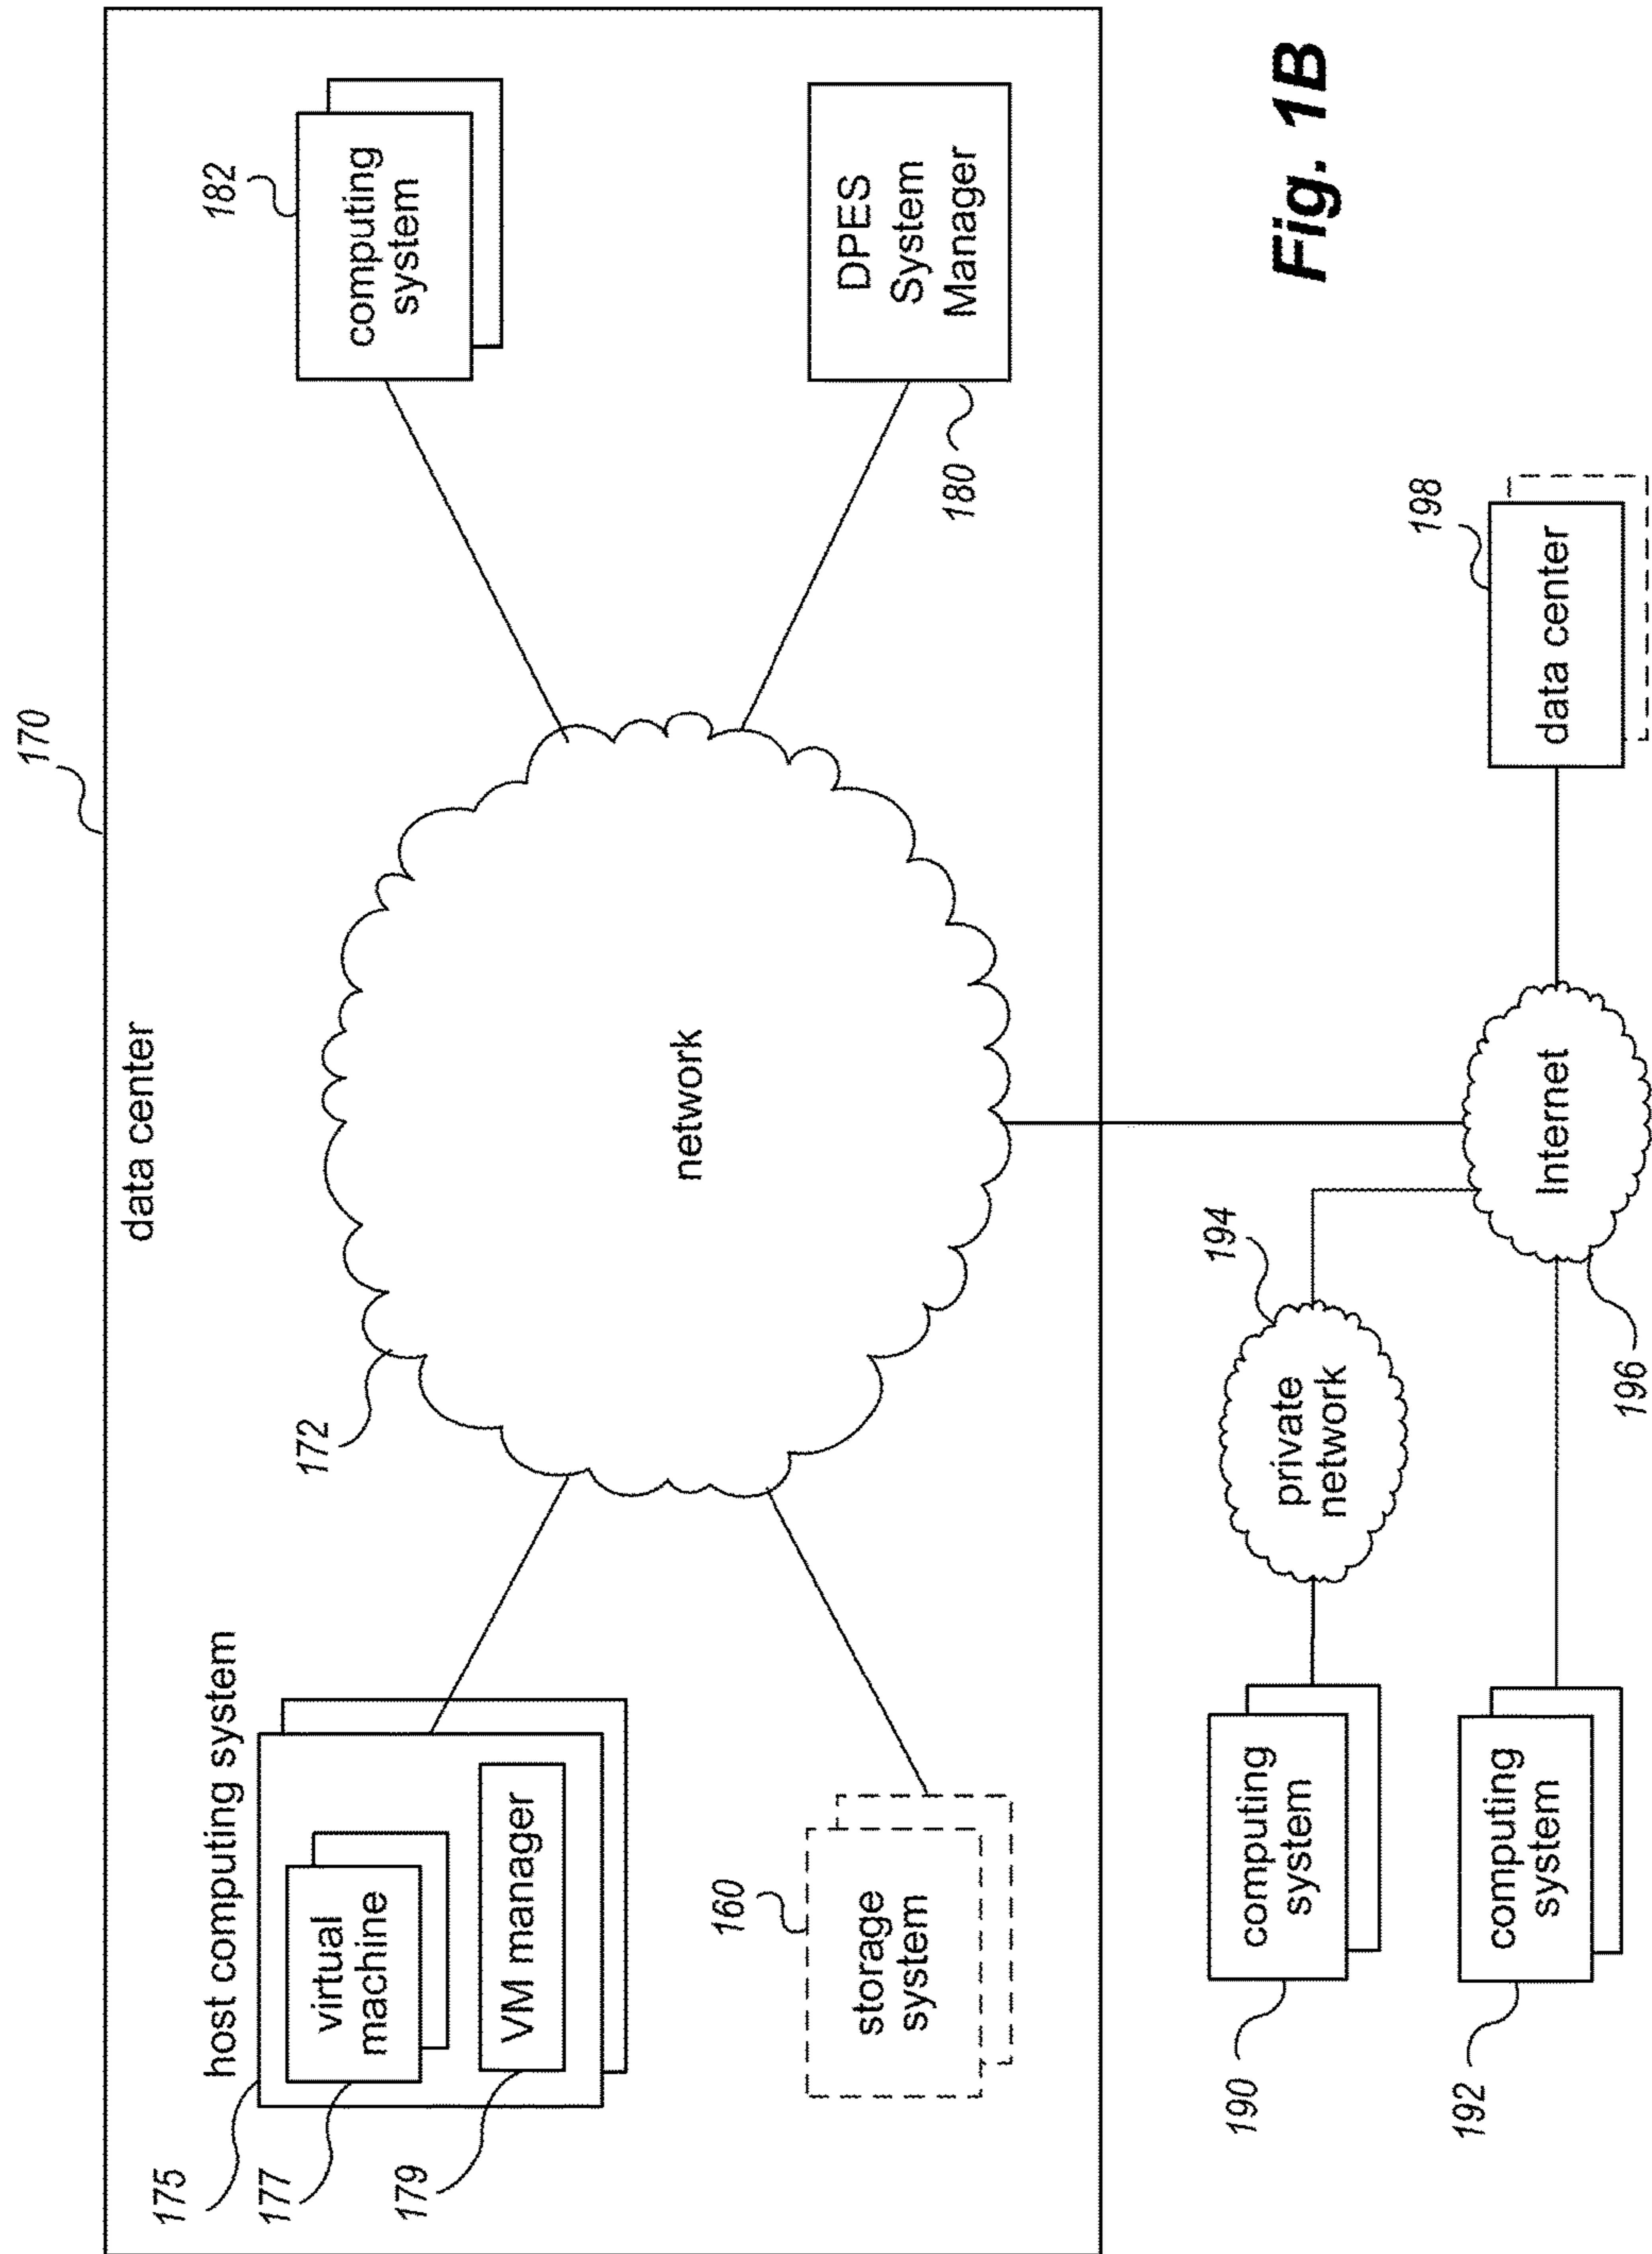 170
data center
175
host computing system
177
virtual
machine
179
VM manager
172
network
182
computing
system
160
storage
system
180
DPES
System
Manager
190
computing
system
194
private
network
192
computing
system
196
Internet
198
data center
Fig. 1B